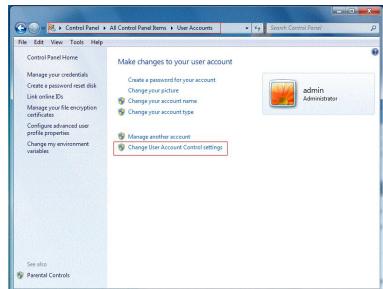 Control Panel ▸ All Control Panel Items ▸ User Accounts
Search Control Panel
File Edit View Tools Help
Control Panel Home
Manage your credentials
Create a password reset disk
Link online IDs
Manage your file encryption
certificates
Configure advanced user
profile properties
Change my environment
variables
See also
Parental Controls
Make changes to your user account
Create a password for your account
Change your picture
Change your account name
Change your account type
Manage another account
Change User Account Control settings
admin
Administrator